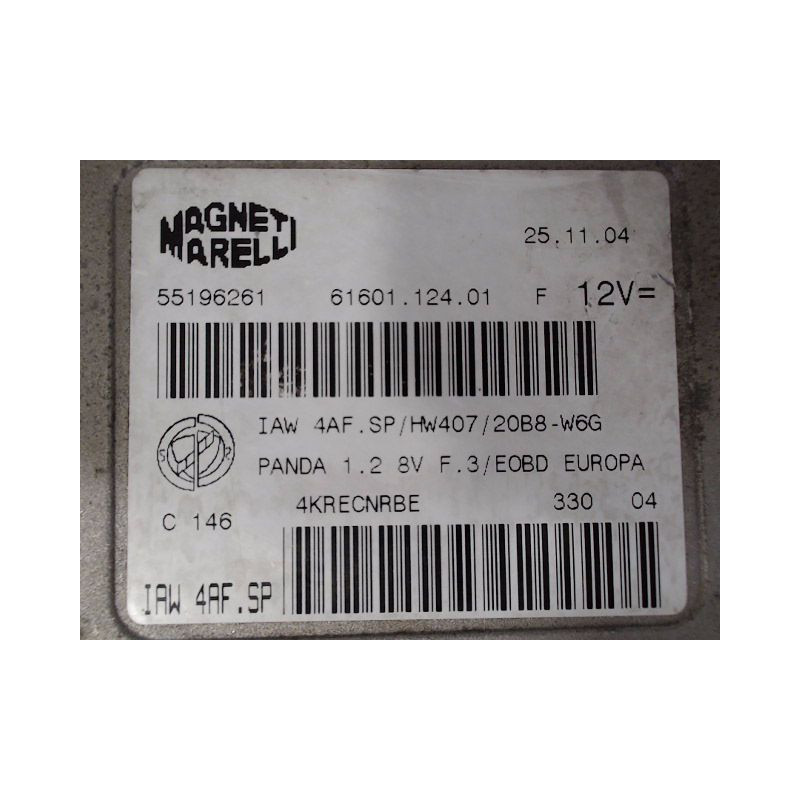 MAGNETI
MARELLI
25.11.04
55196261 61601.124.01 F 12V=
IAW 4AF.SP/HW407/20B8-W6G
PANDA 1.2 8V F.3/EOBD EUROPA
S R
C 146 4KRECNRBE 330 04
IAW 4AF.SP